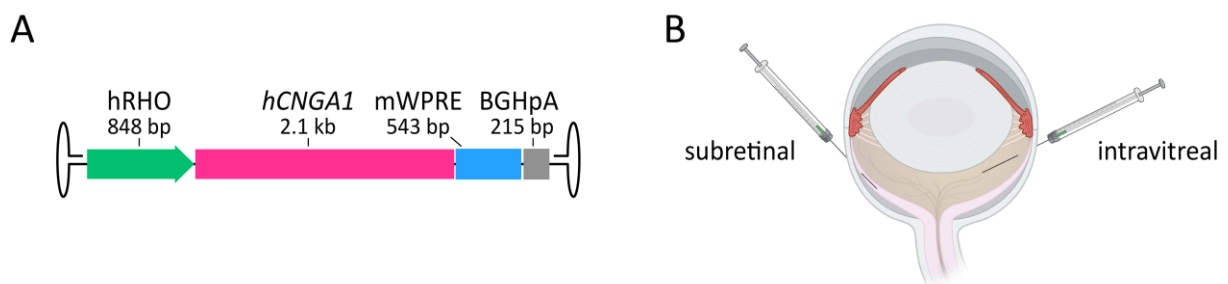 A
hRHO
848 bp
hCNGA1
2.1 kb
mWPRE
543 bp
BGHpA
215 bp
B
subretinal
intravitreal